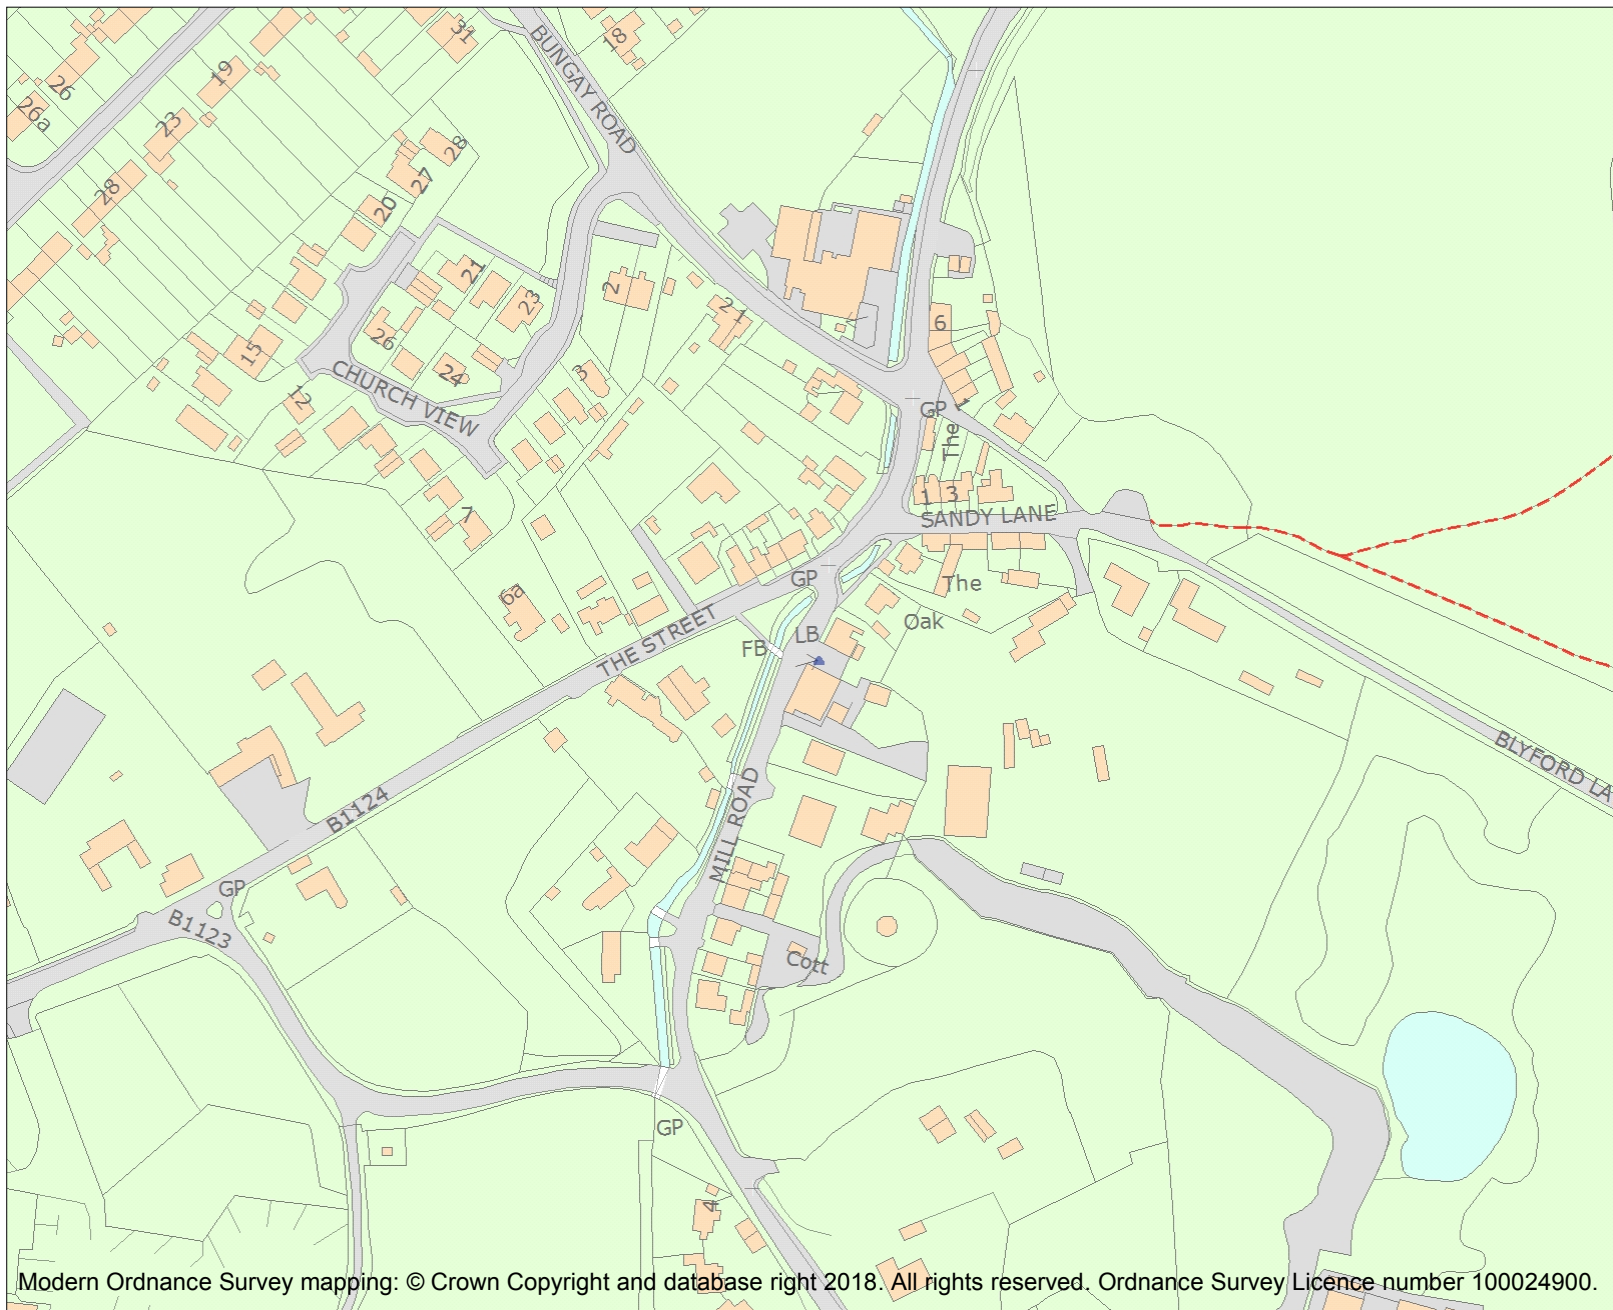 31
18
BUNGAY ROAD
19
26
26a
23
28
28
27
20
21
23
2
26
2 1
6
15
24
3
12
CHURCH VIEW
GP
1
The
1 3
7
SANDY LANE
GP
The
6a
Oak
THE STREET
FB
LB
BLYFORD LA
MILL ROAD
B1124
GP
B1123
Cott
GP
4
Modern Ordnance Survey mapping: © Crown Copyright and database right 2018. All rights reserved. Ordnance Survey Licence number 100024900.